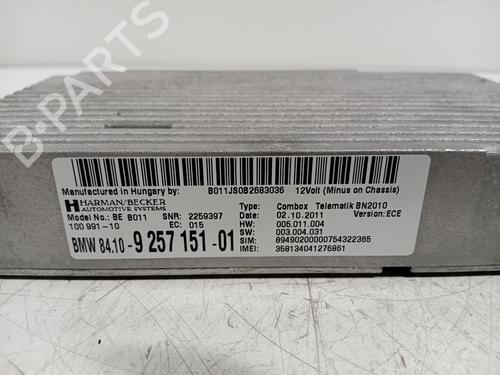 B-PARTS
Manufactured in Hungary by: B011JS0B2683036 12Volt (Minus on Chassis)
HARMAN/BECKER
AUTOMOTIVE SYSTEMS
Model No.: BE B011 SNR: 2259397
100 991-10 EC: 015
BMW 84.10 - 9 257 151 - 01
Type: Combox Telematik BN2010
Date: 02.10.2011 Version: ECE
HW: 005.011.004
SW: 003.004.031
SIM: 89490200000754322365
IMEI: 358134041276861